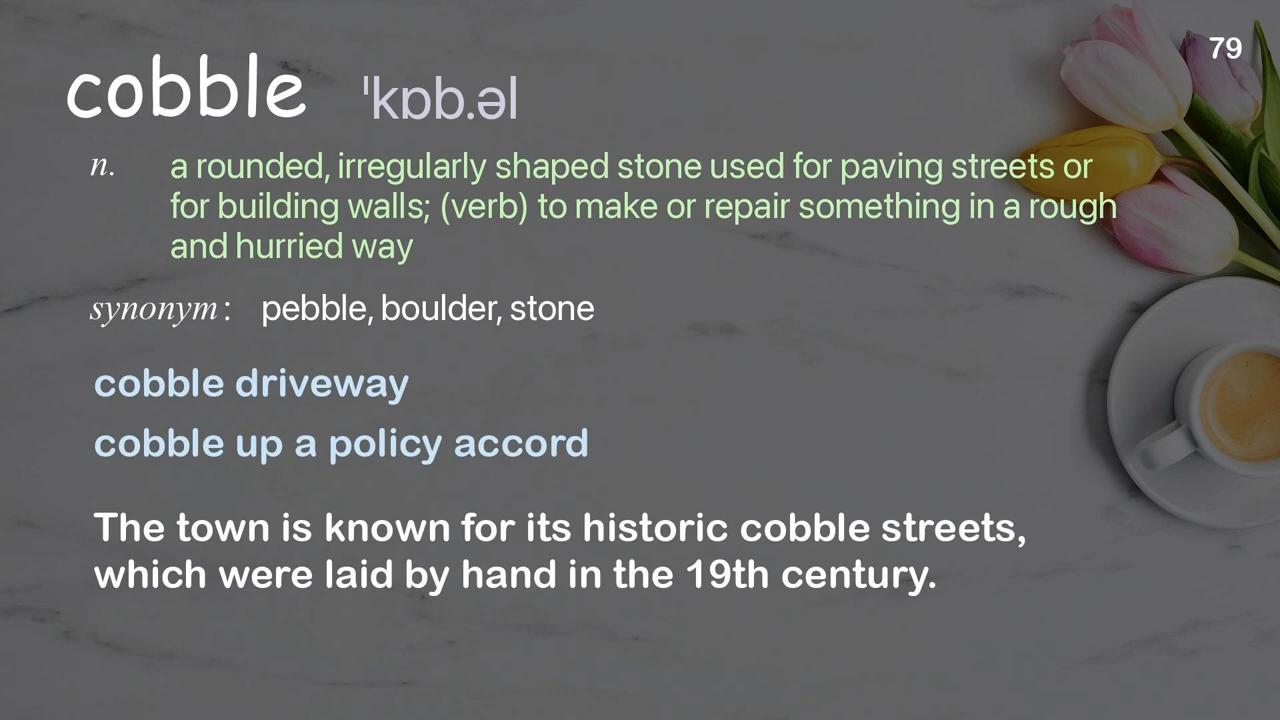 79
cobble ˈkɒb.əl
n. a rounded, irregularly shaped stone used for paving streets or
for building walls; (verb) to make or repair something in a rough
and hurried way
synonym: pebble, boulder, stone
cobble driveway
cobble up a policy accord
The town is known for its historic cobble streets,
which were laid by hand in the 19th century.